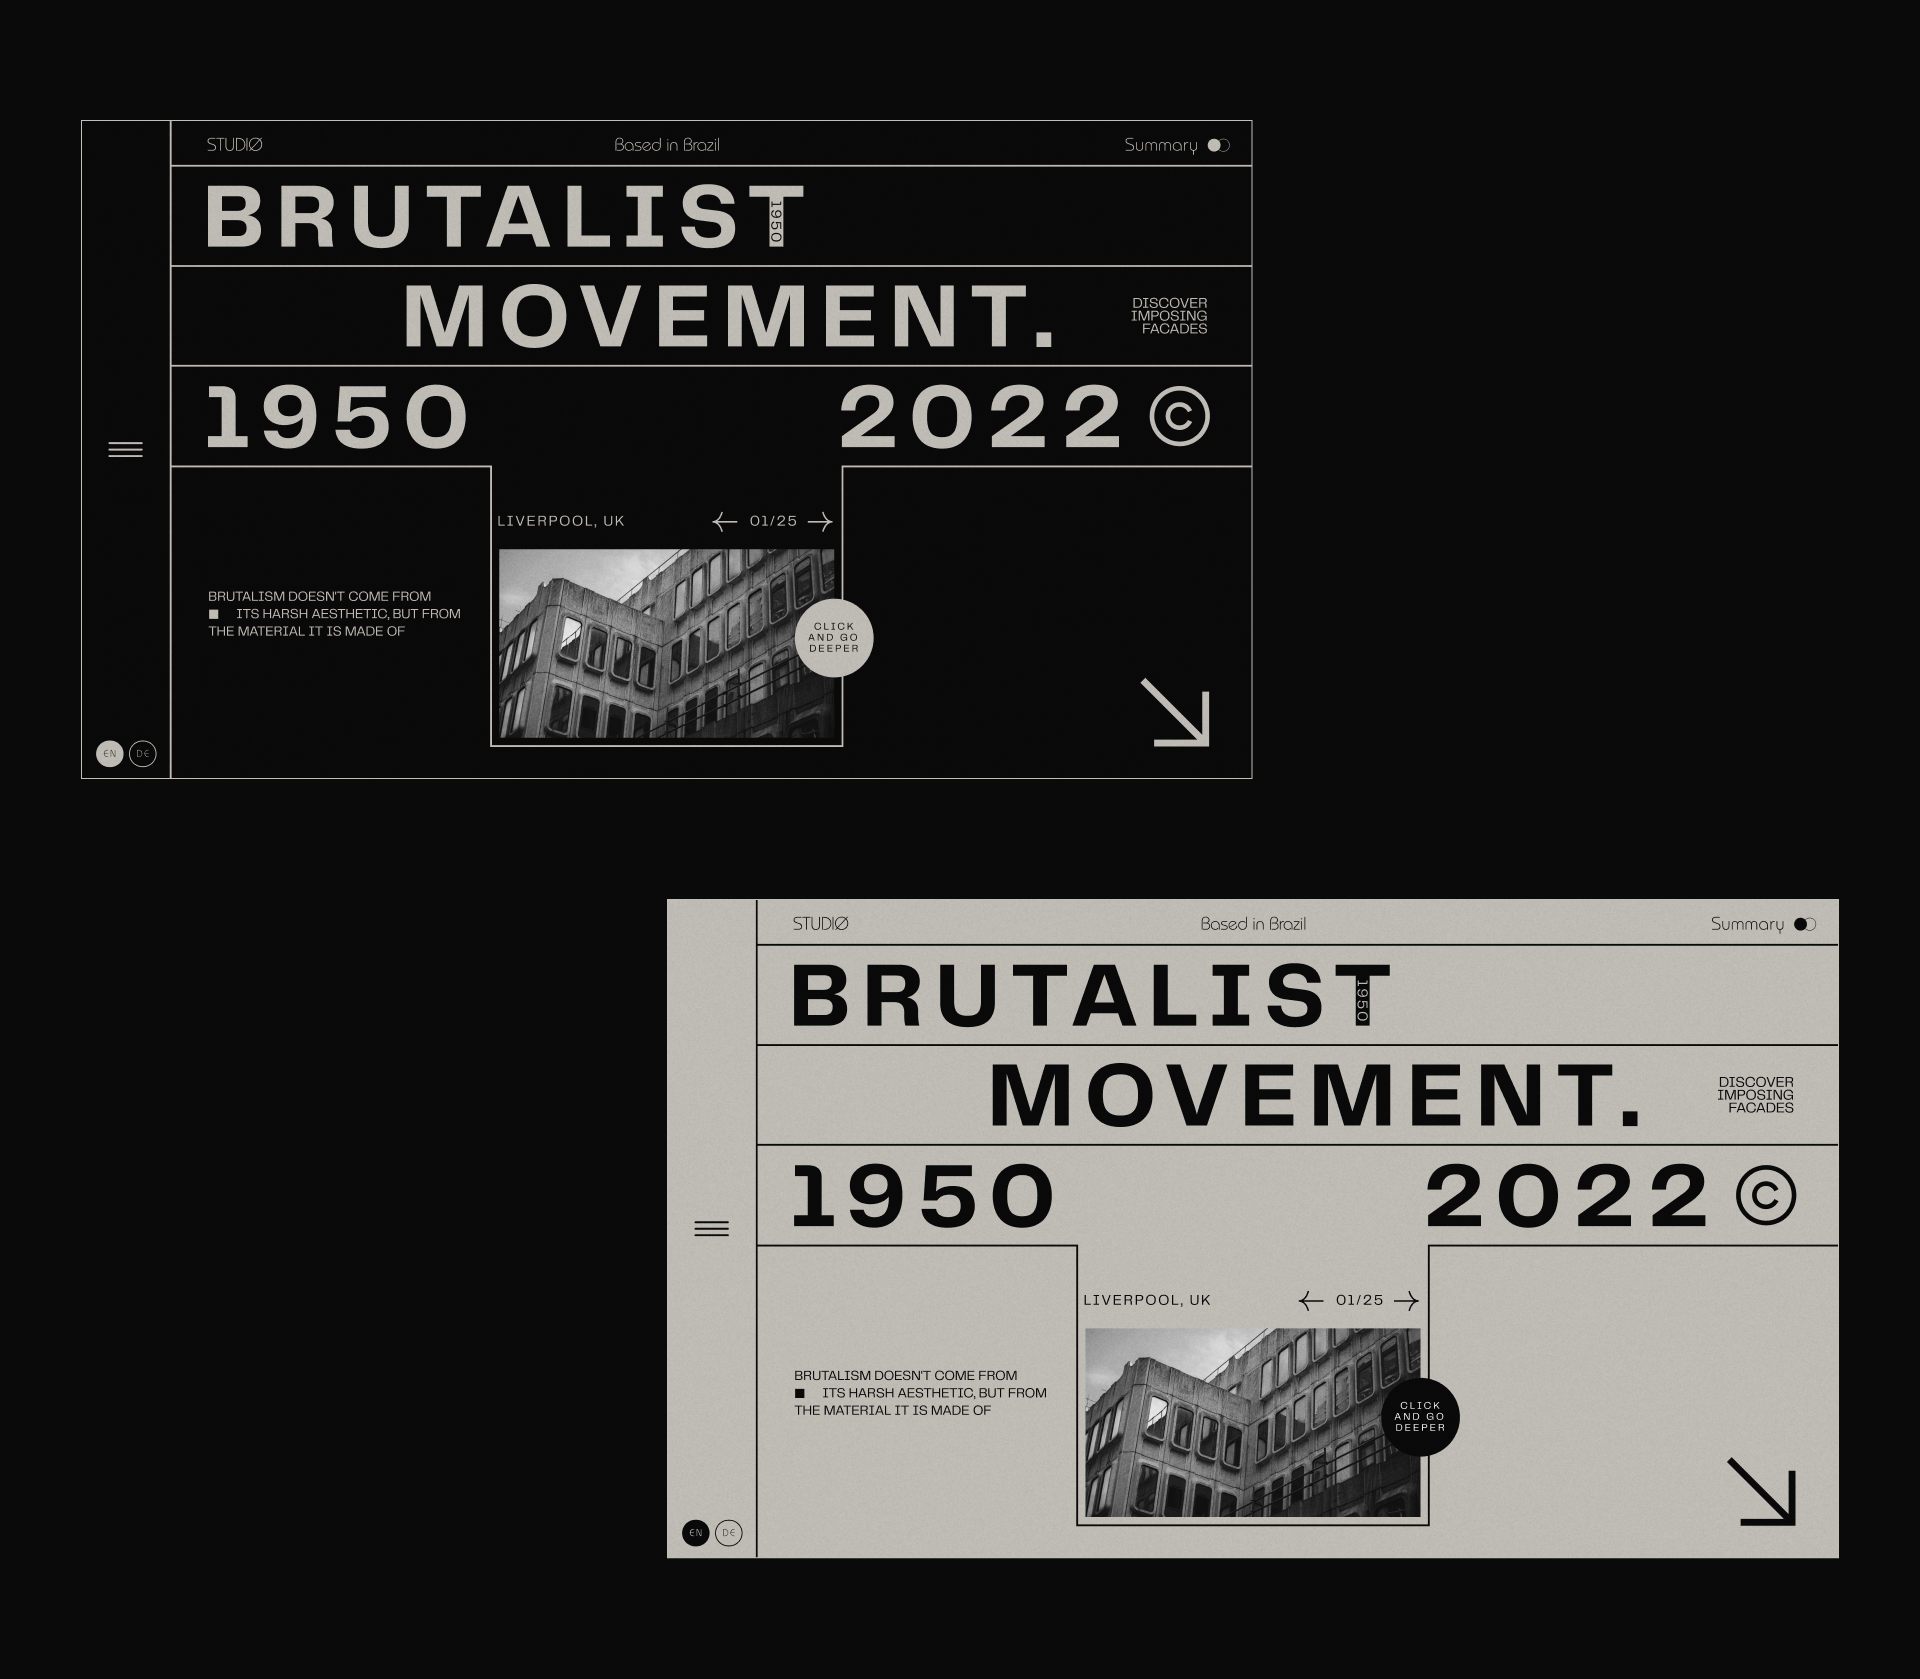 STUDIØ
Based in Brazil
Summary
BRUTALIST
1950
MOVEMENT.
DISCOVER
IMPOSING
FACADES
1950
2022 ©
LIVERPOOL, UK
← 01/25 →
BRUTALISM DOESN'T COME FROM
■ ITS HARSH AESTHETIC, BUT FROM
THE MATERIAL IT IS MADE OF
CLICK
AND GO
DEEPER
EN
DE
STUDIØ
Based in Brazil
Summary
BRUTALIST
1950
MOVEMENT.
DISCOVER
IMPOSING
FACADES
1950
2022 ©
LIVERPOOL, UK
← 01/25 →
BRUTALISM DOESN'T COME FROM
■ ITS HARSH AESTHETIC, BUT FROM
THE MATERIAL IT IS MADE OF
CLICK
AND GO
DEEPER
EN
DE